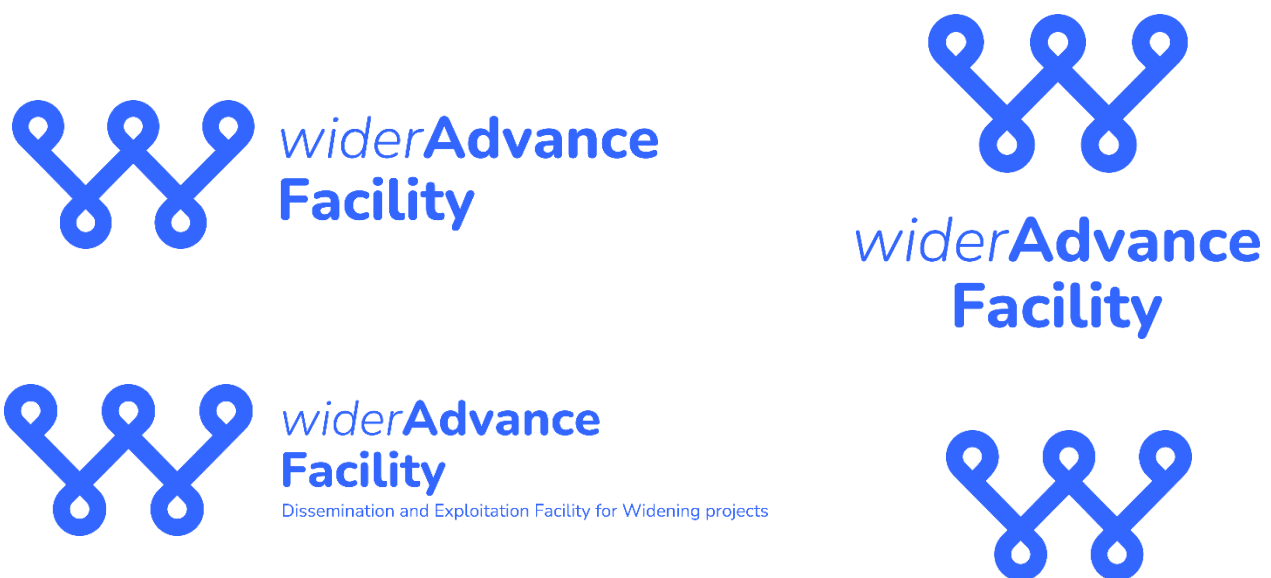 widerAdvance
Facility
widerAdvance
Facility
widerAdvance
Facility
Dissemination and Exploitation Facility for Widening projects